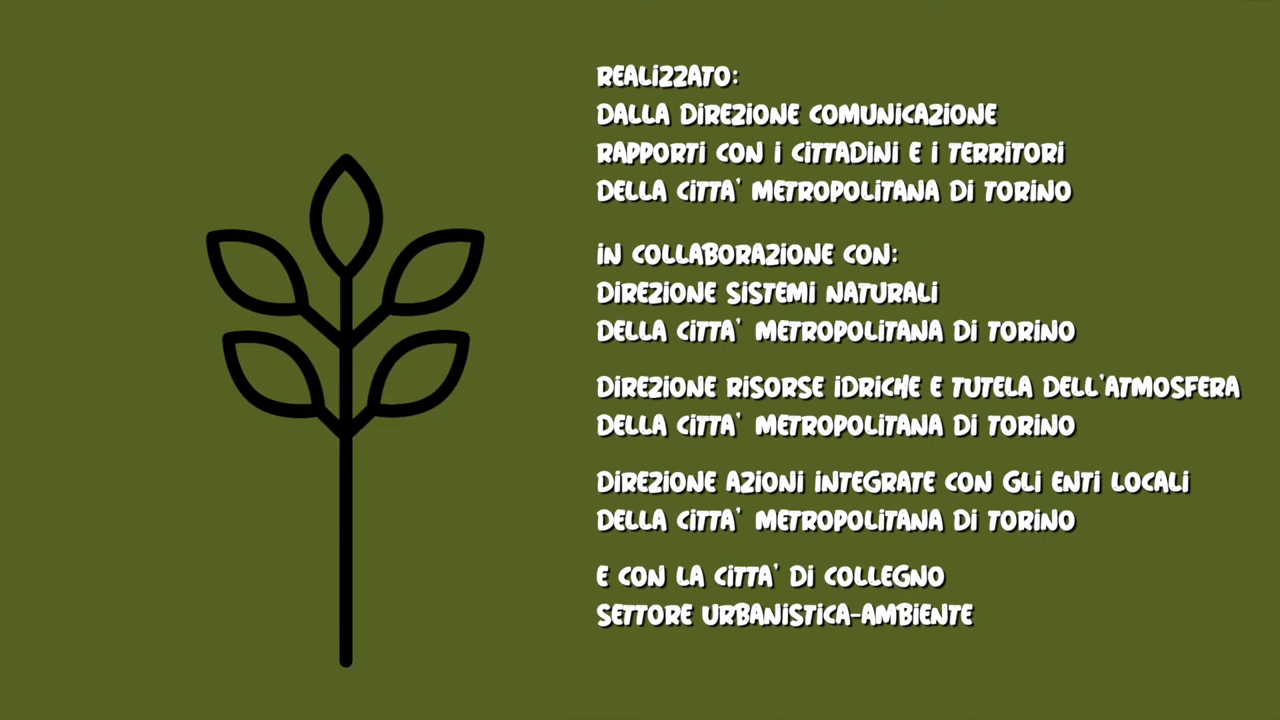 REALIZZATO:
DALLA DIREZIONE COMUNICAZIONE
RAPPORTI CON I CITTADINI E I TERRITORI
DELLA CITTA' METROPOLITANA DI TORINO
IN COLLABORAZIONE CON:
DIREZIONE SISTEMI NATURALI
DELLA CITTA' METROPOLITANA DI TORINO
DIREZIONE RISORSE IDRICHE E TUTELA DELL'ATMOSFERA
DELLA CITTA' METROPOLITANA DI TORINO
DIREZIONE AZIONI INTEGRATE CON GLI ENTI LOCALI
DELLA CITTA' METROPOLITANA DI TORINO
E CON LA CITTA' DI COLLEGNO
SETTORE URBANISTICA-AMBIENTE